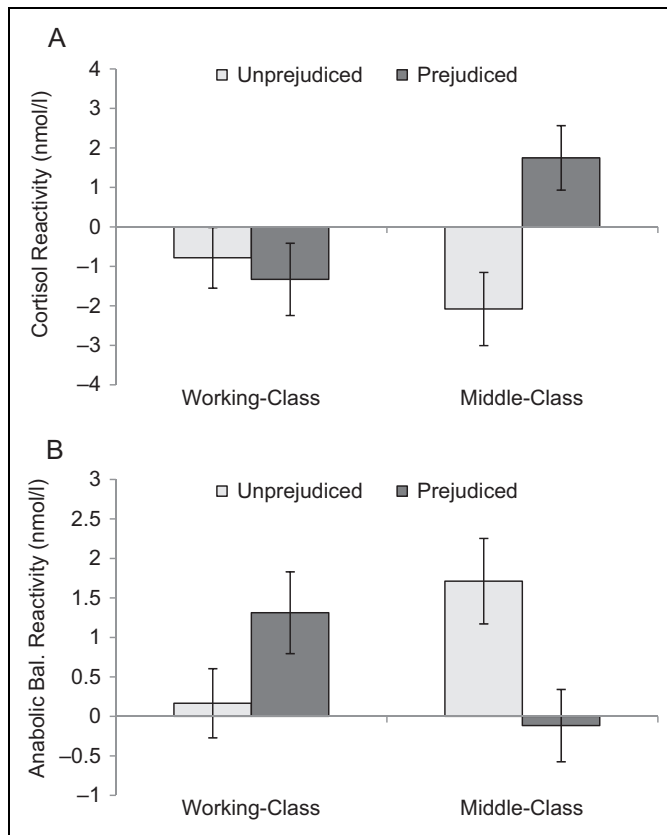 A
Unprejudiced Prejudiced
Cortisol Reactivity (nmol/l)
4
3
2
1
0
–1
–2
–3
–4
Working-Class Middle-Class
B
Unprejudiced Prejudiced
Anabolic Bal. Reactivity (nmol/l)
3
2.5
2
1.5
1
0.5
0
–0.5
–1
Working-Class Middle-Class